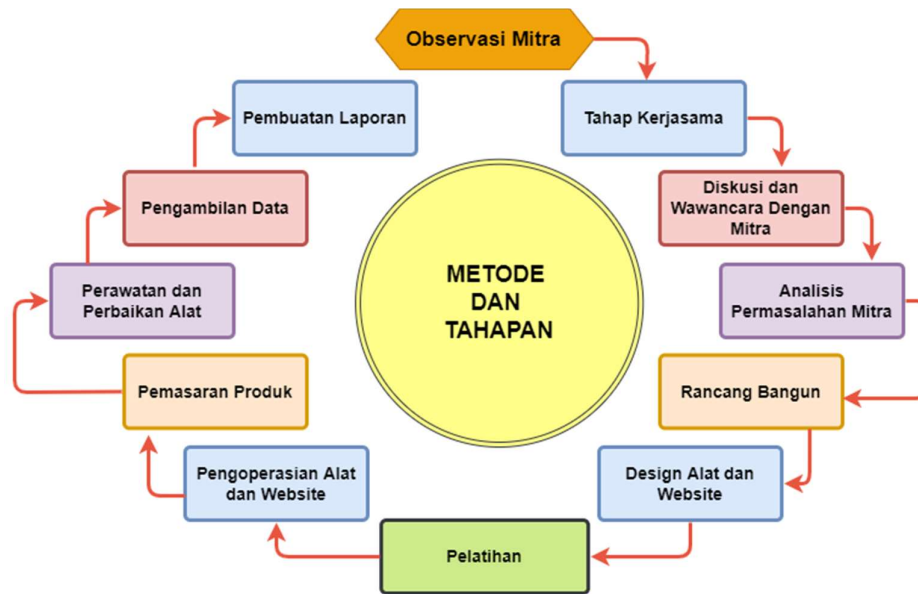 Observasi Mitra
Tahap Kerjasama
Diskusi dan
Wawancara Dengan
Mitra
Analisis
Permasalahan Mitra
Rancang Bangun
Design Alat dan
Website
Pelatihan
Pengoperasian Alat
dan Website
Pemasaran Produk
Perawatan dan
Perbaikan Alat
Pengambilan Data
Pembuatan Laporan
METODE
DAN
TAHAPAN